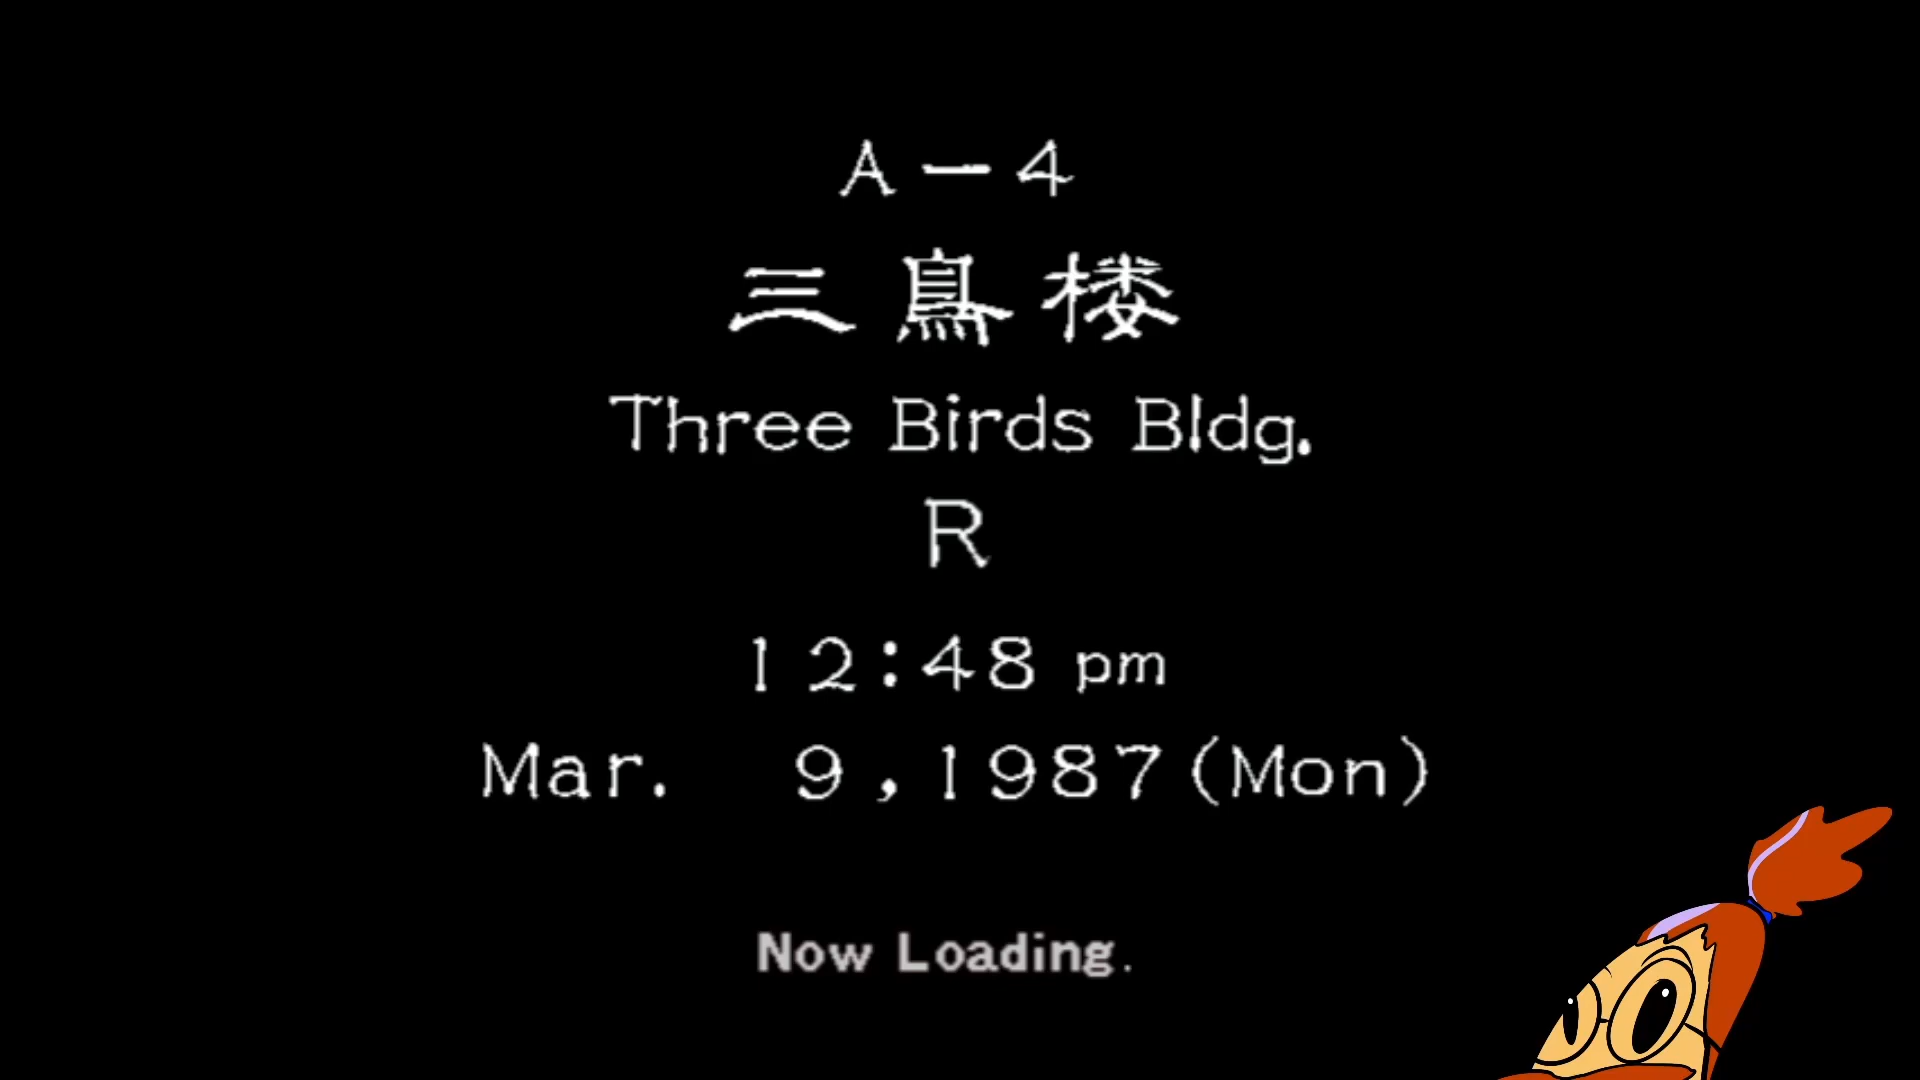 A－4
三鳥楼
Three Birds Bldg.
R
12:48 pm
Mar. 9,1987(Mon)
Now Loading.